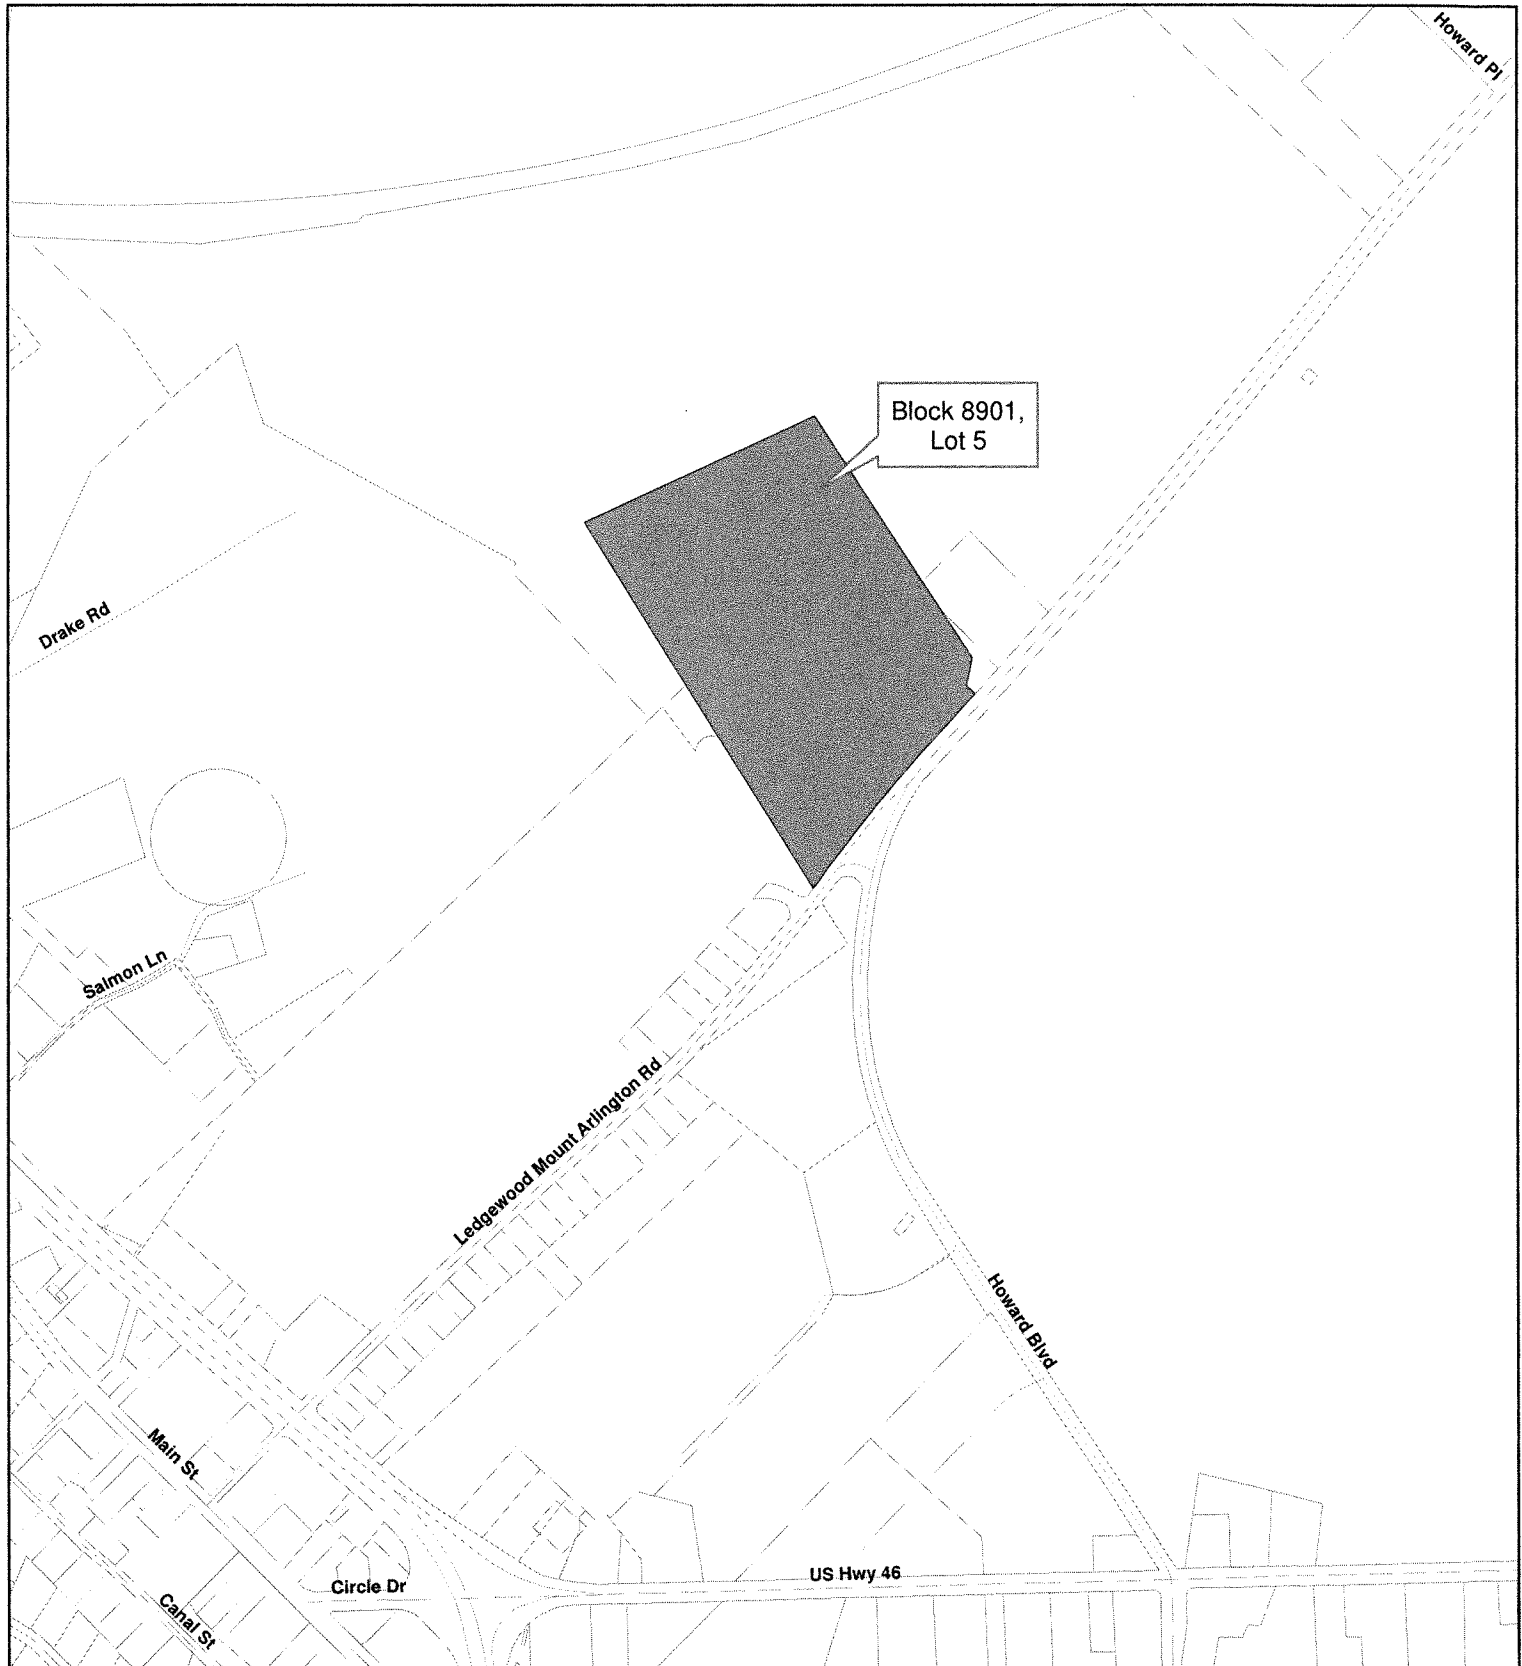 Howard Pl
Block 8901,
Lot 5
Drake Rd
Salmon Ln
Ledgewood Mount Arlington Rd
Howard Blvd
Main St
US Hwy 46
Circle Dr
Canal St